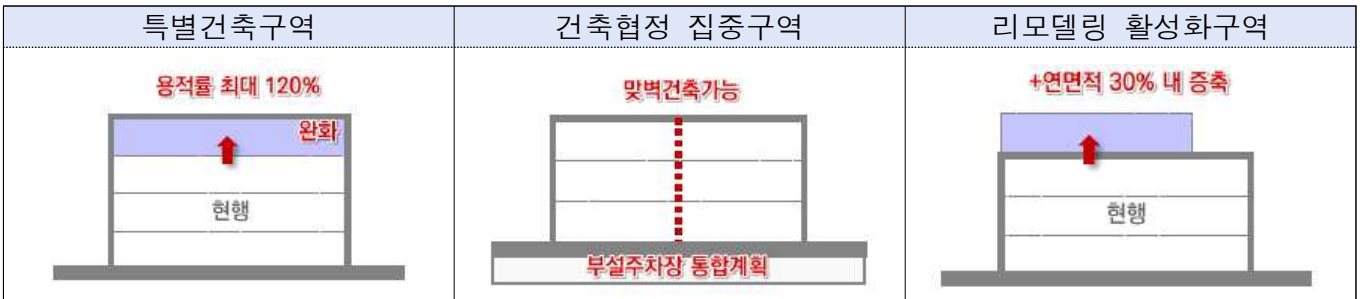 특별건축구역
건축협정 집중구역
리모델링 활성화구역
용적률 최대 120%
완화
현행
맞벽건축가능
부설주차장 통합계획
+연면적 30% 내 증축
현행